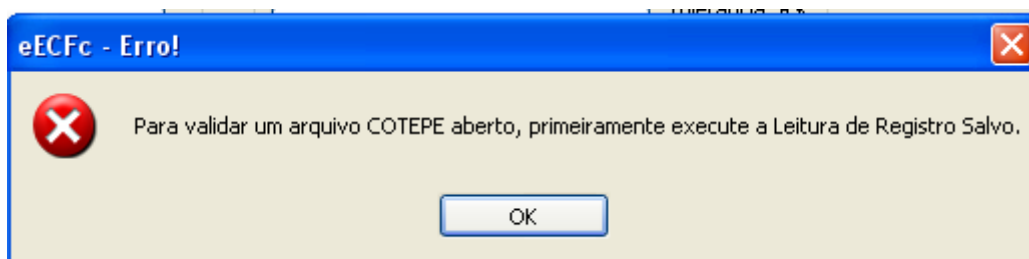 eECFc - Erro!
Para validar um arquivo COTEPE aberto, primeiramente execute a Leitura de Registro Salvo.
OK